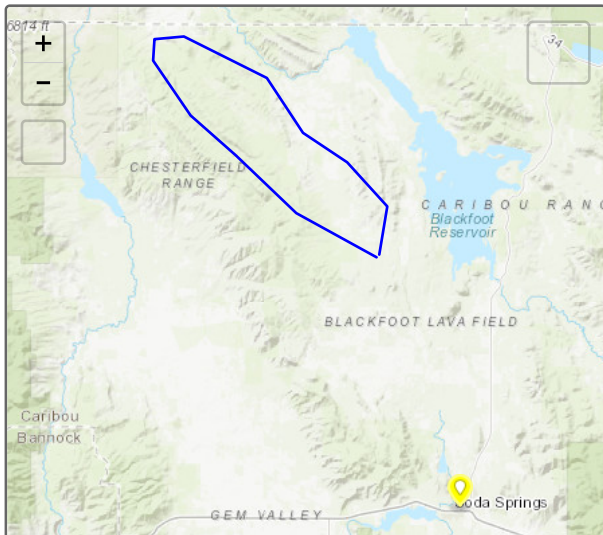 6814 ft
+
34
−
CHESTERFIELD
RANGE
CARIBOU RANG
Blackfoot
Reservoir
BLACKFOOT LAVA FIELD
Caribou
Bannock
Soda Springs
GEM VALLEY